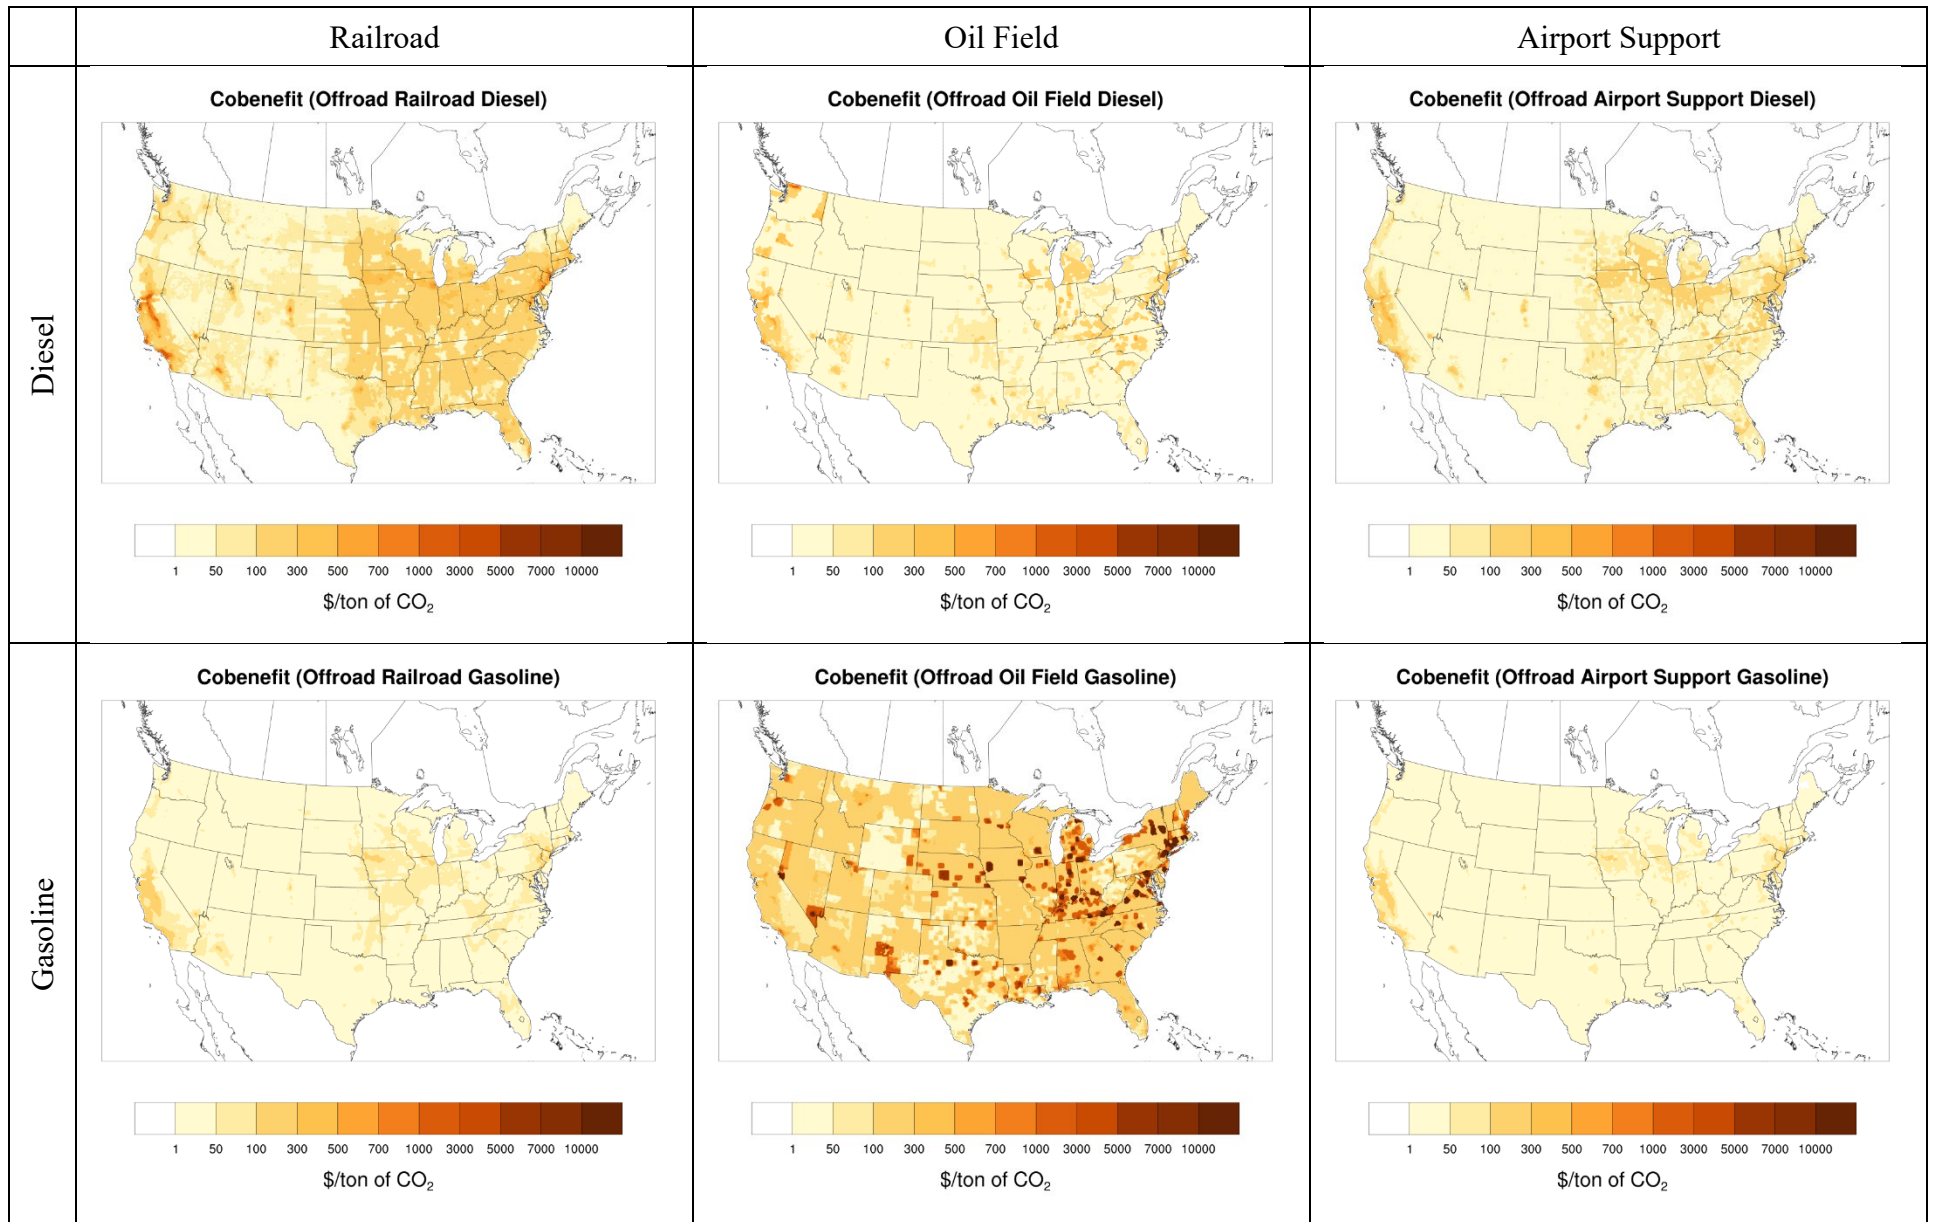 Railroad
Oil Field
Airport Support
Diesel
Cobenefit (Offroad Railroad Diesel)
1 50 100 300 500 700 1000 3000 5000 7000 10000
$/ton of CO₂
Cobenefit (Offroad Oil Field Diesel)
1 50 100 300 500 700 1000 3000 5000 7000 10000
$/ton of CO₂
Cobenefit (Offroad Airport Support Diesel)
1 50 100 300 500 700 1000 3000 5000 7000 10000
$/ton of CO₂
Gasoline
Cobenefit (Offroad Railroad Gasoline)
1 50 100 300 500 700 1000 3000 5000 7000 10000
$/ton of CO₂
Cobenefit (Offroad Oil Field Gasoline)
1 50 100 300 500 700 1000 3000 5000 7000 10000
$/ton of CO₂
Cobenefit (Offroad Airport Support Gasoline)
1 50 100 300 500 700 1000 3000 5000 7000 10000
$/ton of CO₂